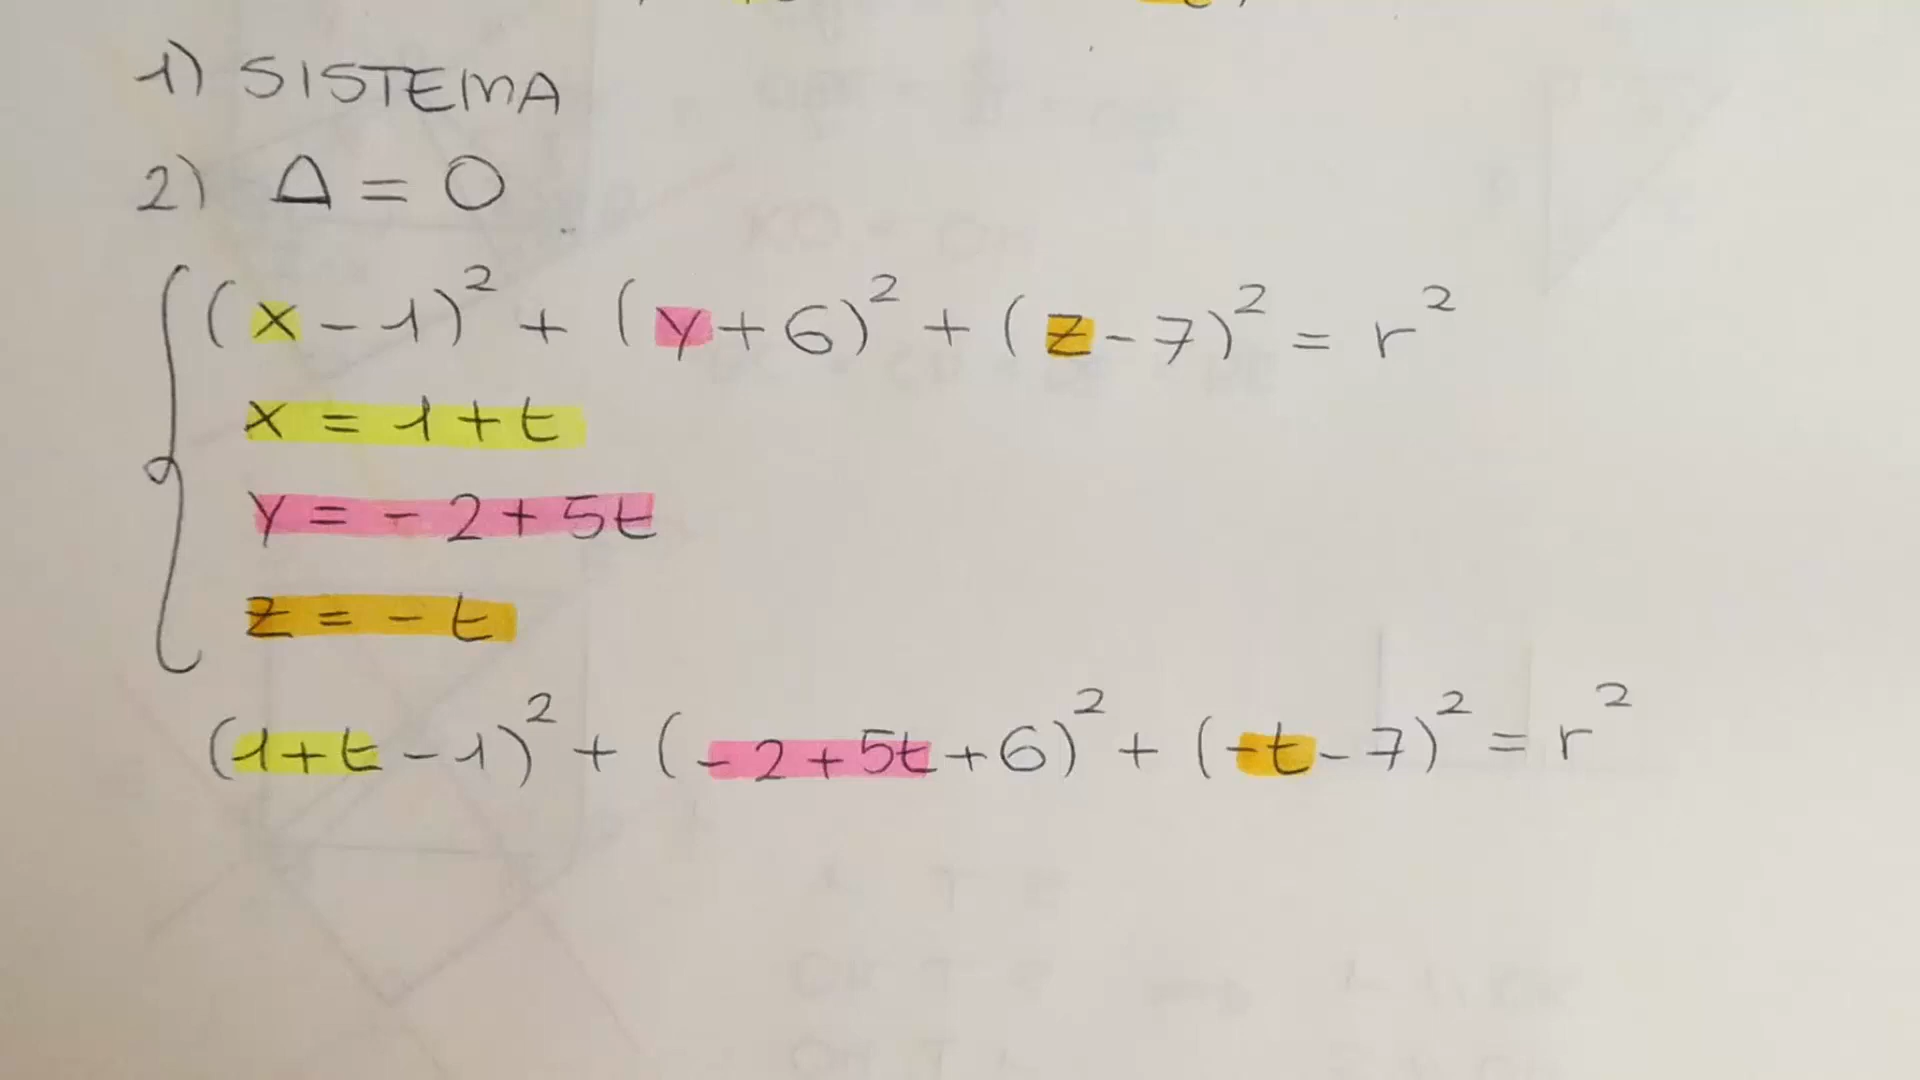 1) SISTEMA
2) Δ = 0
(x - 1)² + (y + 6)² + (z - 7)² = r²
x = 1 + t
y = - 2 + 5t
z = - t
(1 + t - 1)² + (- 2 + 5t + 6)² + (-t - 7)² = r²